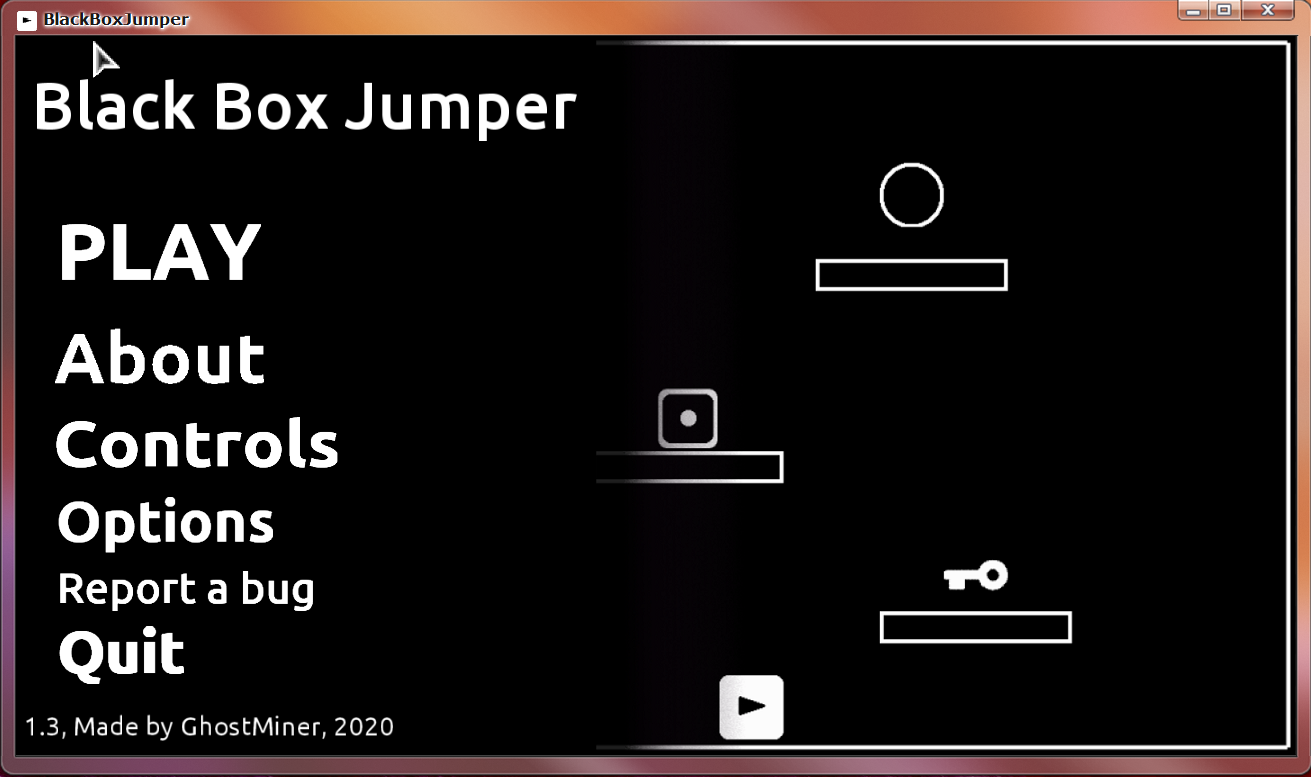 BlackBoxJumper
Black Box Jumper
PLAY
About
Controls
Options
Report a bug
Quit
1.3, Made by GhostMiner, 2020